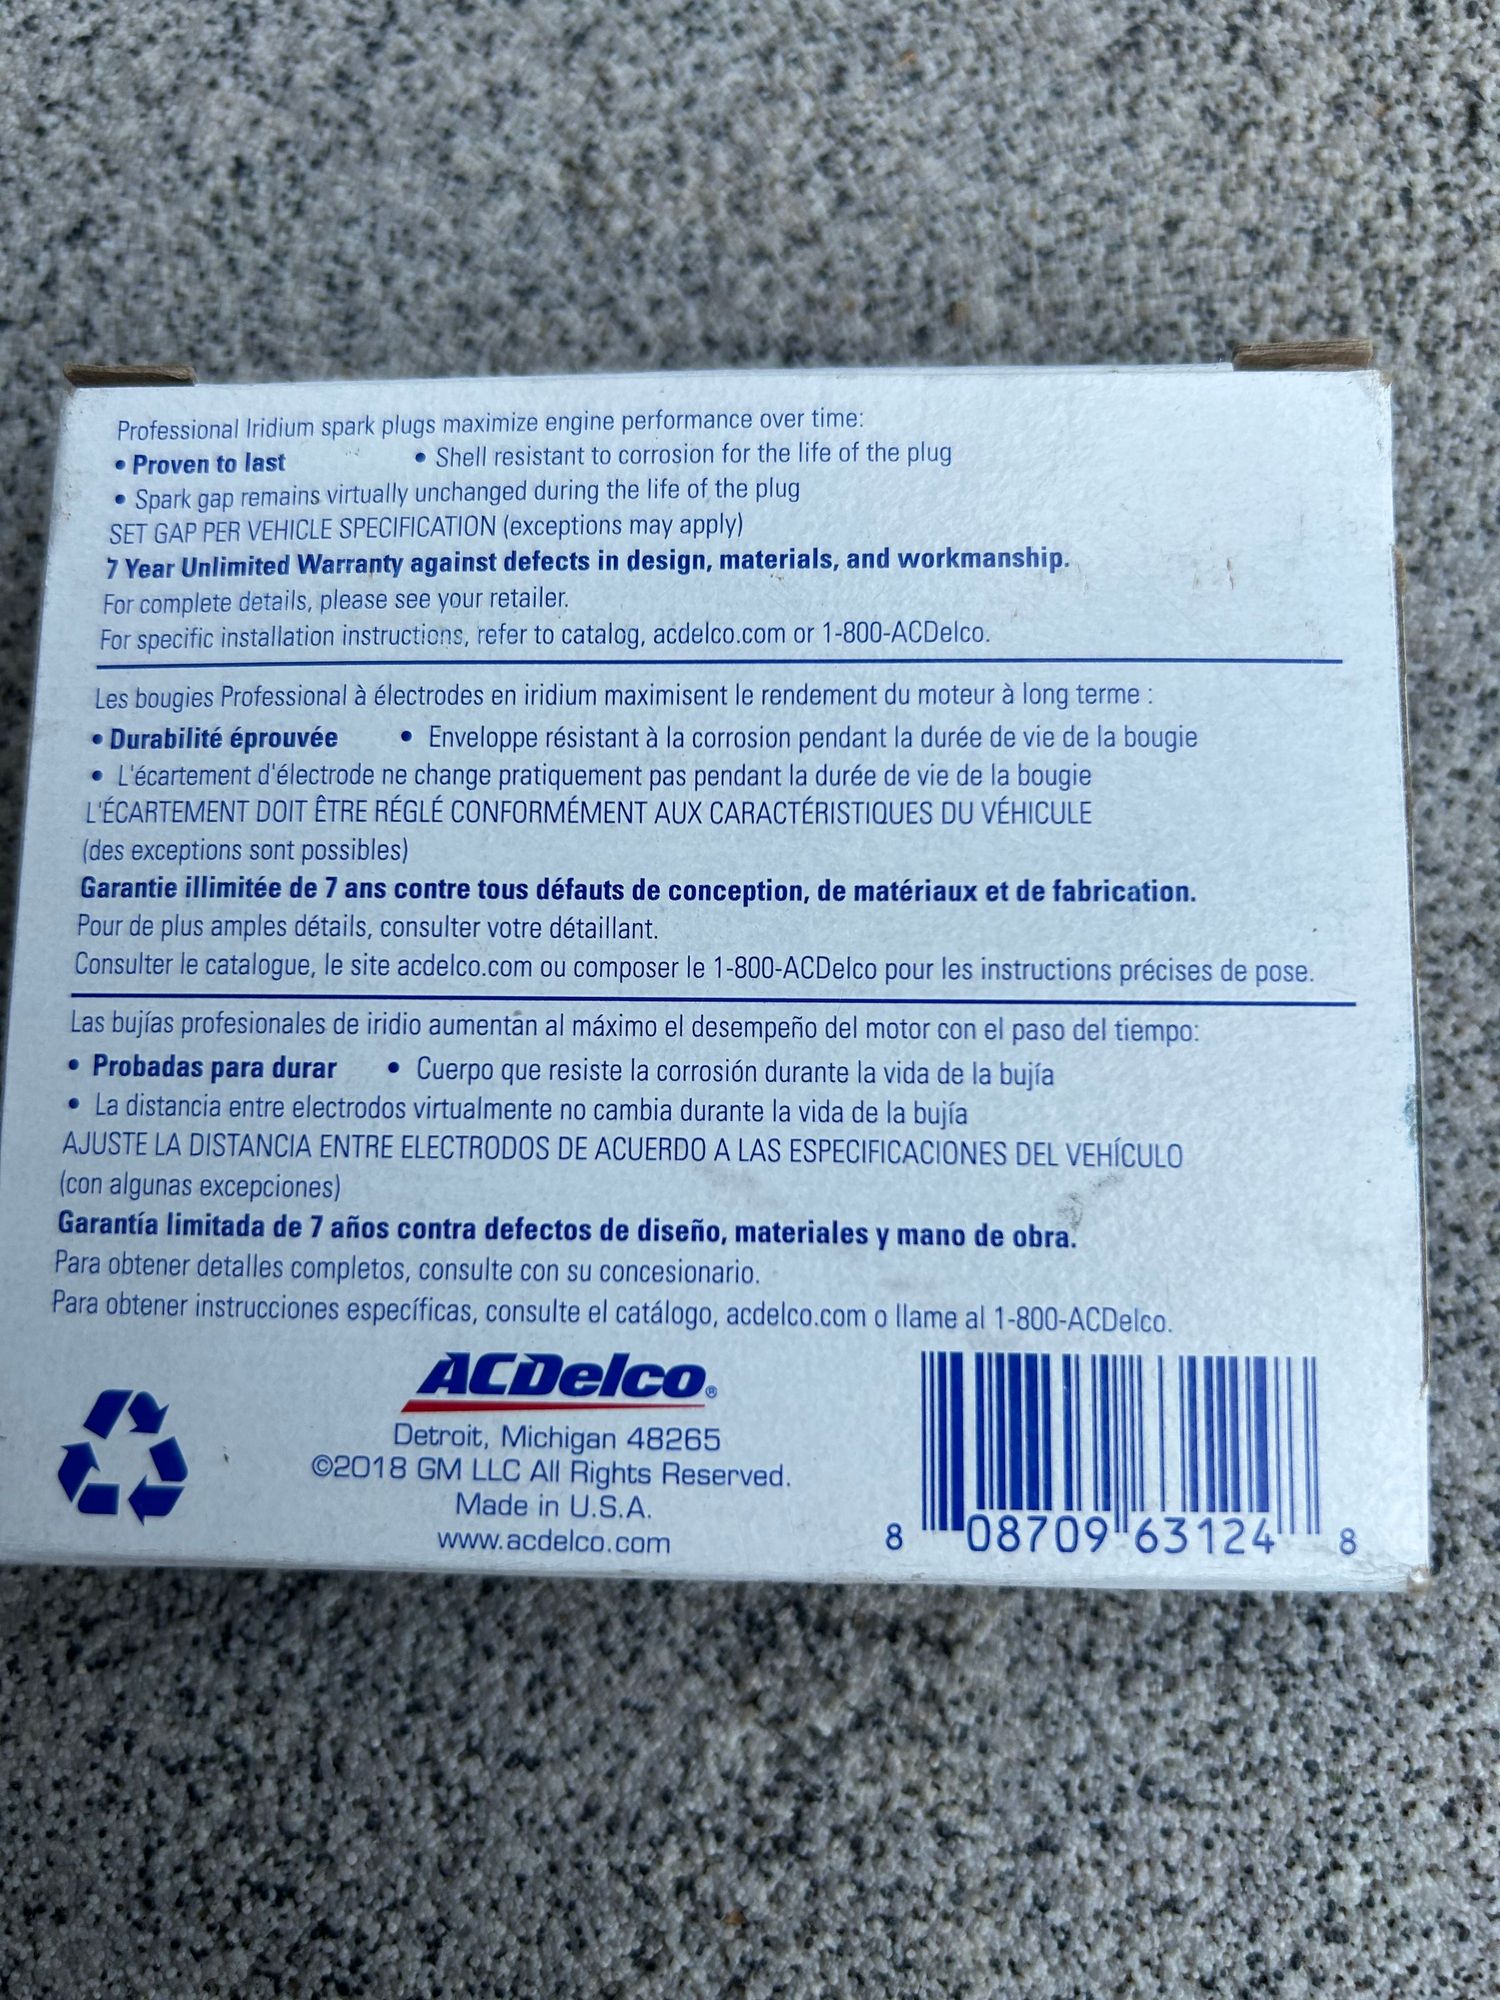 Professional Iridium spark plugs maximize engine performance over time:
• Proven to last • Shell resistant to corrosion for the life of the plug
• Spark gap remains virtually unchanged during the life of the plug
SET GAP PER VEHICLE SPECIFICATION (exceptions may apply)
7 Year Unlimited Warranty against defects in design, materials, and workmanship.
For complete details, please see your retailer.
For specific installation instructions, refer to catalog, acdelco.com or 1-800-ACDelco.
Les bougies Professional à électrodes en iridium maximisent le rendement du moteur à long terme :
• Durabilité éprouvée • Enveloppe résistant à la corrosion pendant la durée de vie de la bougie
• L'écartement d'électrode ne change pratiquement pas pendant la durée de vie de la bougie
L'ÉCARTEMENT DOIT ÊTRE RÉGLÉ CONFORMÉMENT AUX CARACTÉRISTIQUES DU VÉHICULE
(des exceptions sont possibles)
Garantie illimitée de 7 ans contre tous défauts de conception, de matériaux et de fabrication.
Pour de plus amples détails, consulter votre détaillant.
Consulter le catalogue, le site acdelco.com ou composer le 1-800-ACDelco pour les instructions précises de pose.
Las bujías profesionales de iridio aumentan al máximo el desempeño del motor con el paso del tiempo:
• Probadas para durar • Cuerpo que resiste la corrosión durante la vida de la bujía
• La distancia entre electrodos virtualmente no cambia durante la vida de la bujía
AJUSTE LA DISTANCIA ENTRE ELECTRODOS DE ACUERDO A LAS ESPECIFICACIONES DEL VEHÍCULO
(con algunas excepciones)
Garantía limitada de 7 años contra defectos de diseño, materiales y mano de obra.
Para obtener detalles completos, consulte con su concesionario.
Para obtener instrucciones específicas, consulte el catálogo, acdelco.com o llame al 1-800-ACDelco.
ACDelco®
Detroit, Michigan 48265
©2018 GM LLC All Rights Reserved.
Made in U.S.A.
www.acdelco.com
8 08709 63124 8